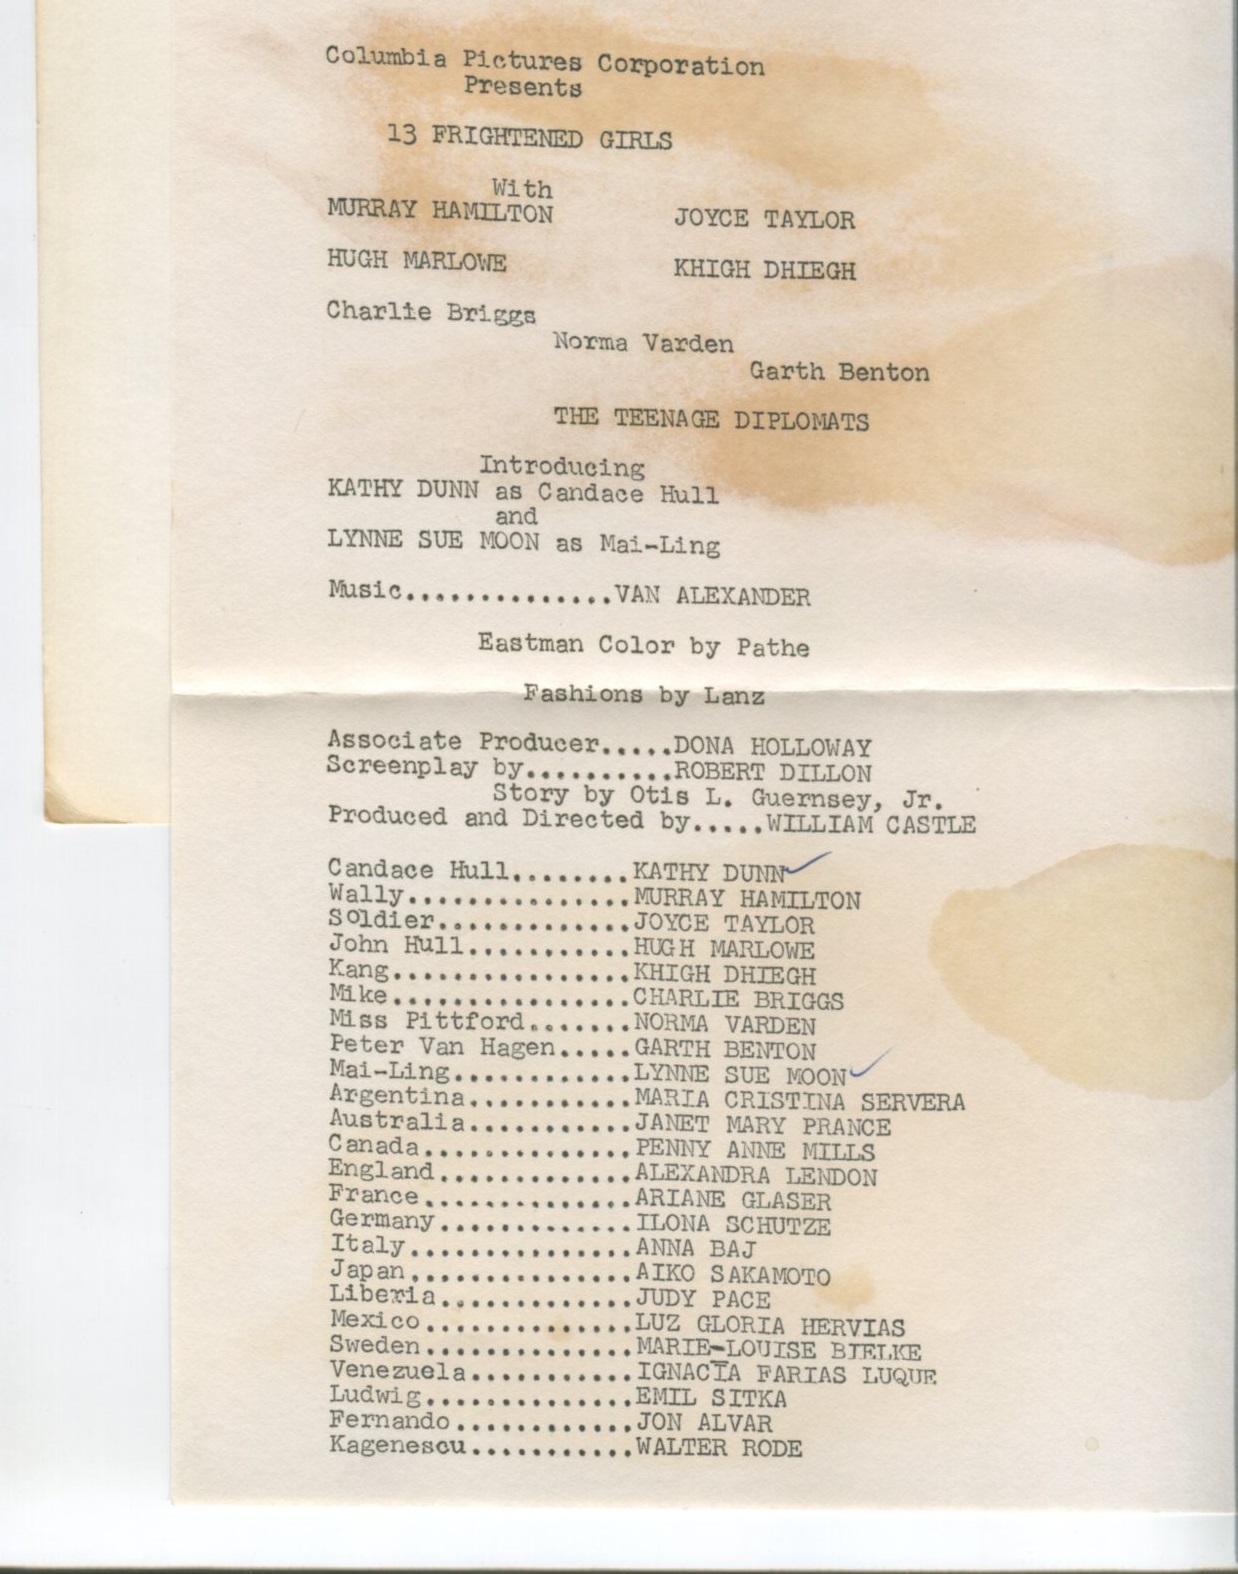 Columbia Pictures Corporation
Presents
13 FRIGHTENED GIRLS
With
MURRAY HAMILTON JOYCE TAYLOR
HUGH MARLOWE KHIGH DHIEGH
Charlie Briggs
Norma Varden
Garth Benton
THE TEENAGE DIPLOMATS
Introducing
KATHY DUNN as Candace Hull
and
LYNNE SUE MOON as Mai-Ling
Music..............VAN ALEXANDER
Eastman Color by Pathe
Fashions by Lanz
Associate Producer.....DONA HOLLOWAY
Screenplay by..........ROBERT DILLON
Story by Otis L. Guernsey, Jr.
Produced and Directed by.....WILLIAM CASTLE
Candace Hull........KATHY DUNN
Wally...............MURRAY HAMILTON
Soldier.............JOYCE TAYLOR
John Hull...........HUGH MARLOWE
Kang................KHIGH DHIEGH
Mike................CHARLIE BRIGGS
Miss Pittford.......NORMA VARDEN
Peter Van Hagen.....GARTH BENTON
Mai-Ling............LYNNE SUE MOON
Argentina...........MARIA CRISTINA SERVERA
Australia...........JANET MARY PRANCE
Canada..............PENNY ANNE MILLS
England.............ALEXANDRA LENDON
France..............ARIANE GLASER
Germany.............ILONA SCHUTZE
Italy...............ANNA BAJ
Japan...............AIKO SAKAMOTO
Liberia.............JUDY PACE
Mexico..............LUZ GLORIA HERVIAS
Sweden..............MARIE-LOUISE BIELKE
Venezuela...........IGNACIA FARIAS LUQUE
Ludwig..............EMIL SITKA
Fernando............JON ALVAR
Kagenescu...........WALTER RODE